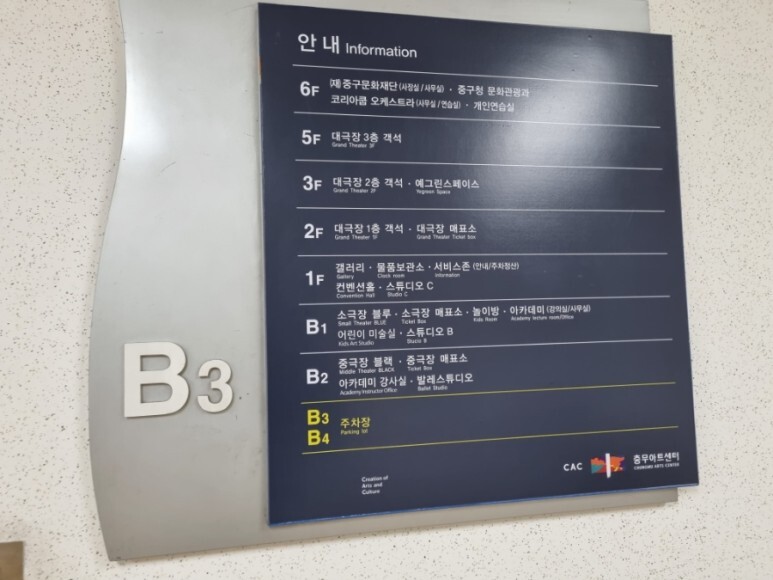 안내 Information
6F (재)중구문화재단(사장실/사무실) · 중구청 문화관광과
코리아쿱 오케스트라(사무실/연습실) · 개인연습실
5F 대극장 3층 객석
Grand Theater 3F
3F 대극장 2층 객석 · 예그린스페이스
Grand Theater 2F Yegreen Space
2F 대극장 1층 객석 · 대극장 매표소
Grand Theater 1F Grand Theater Ticket box
1F 갤러리 · 물품보관소 · 서비스존 (안내/주차정산)
Gallery Cloak room Information
컨벤션홀 · 스튜디오 C
Convention Hall Studio C
B1 소극장 블루 · 소극장 매표소 · 놀이방 · 아카데미 (강의실/사무실)
Small Theater BLUE Ticket Box Kids Room Academy lecture room/Office
어린이 미술실 · 스튜디오 B
Kids Art Studio Studio B
B2 중극장 블랙 · 중극장 매표소
Middle Theater BLACK Ticket Box
아카데미 강사실 · 발레스튜디오
Academy Instructor Office Ballet Studio
B3
B4 주차장
Parking lot
B3
Creation of
Arts and
Culture
CAC 충무아트센터
CHUNGMU ARTS CENTER